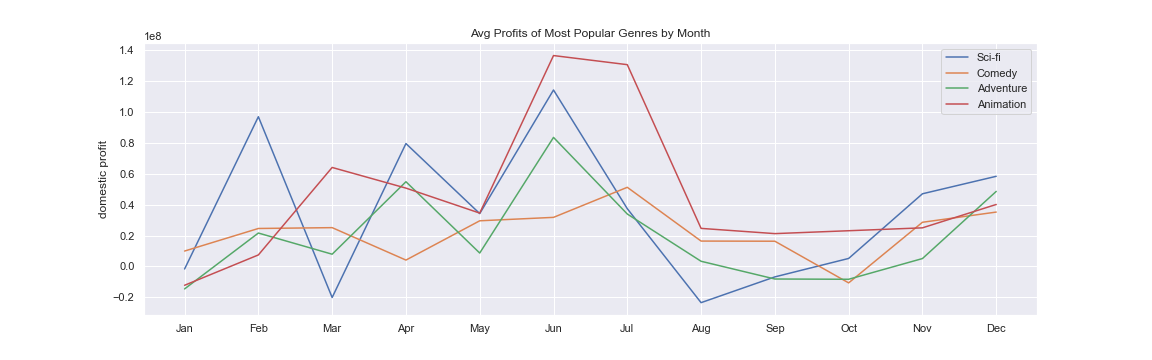 Avg Profits of Most Popular Genres by Month
1e8
1.4
1.2
1.0
0.8
0.6
0.4
0.2
0.0
−0.2
domestic profit
Sci-fi
Comedy
Adventure
Animation
Jan Feb Mar Apr May Jun Jul Aug Sep Oct Nov Dec